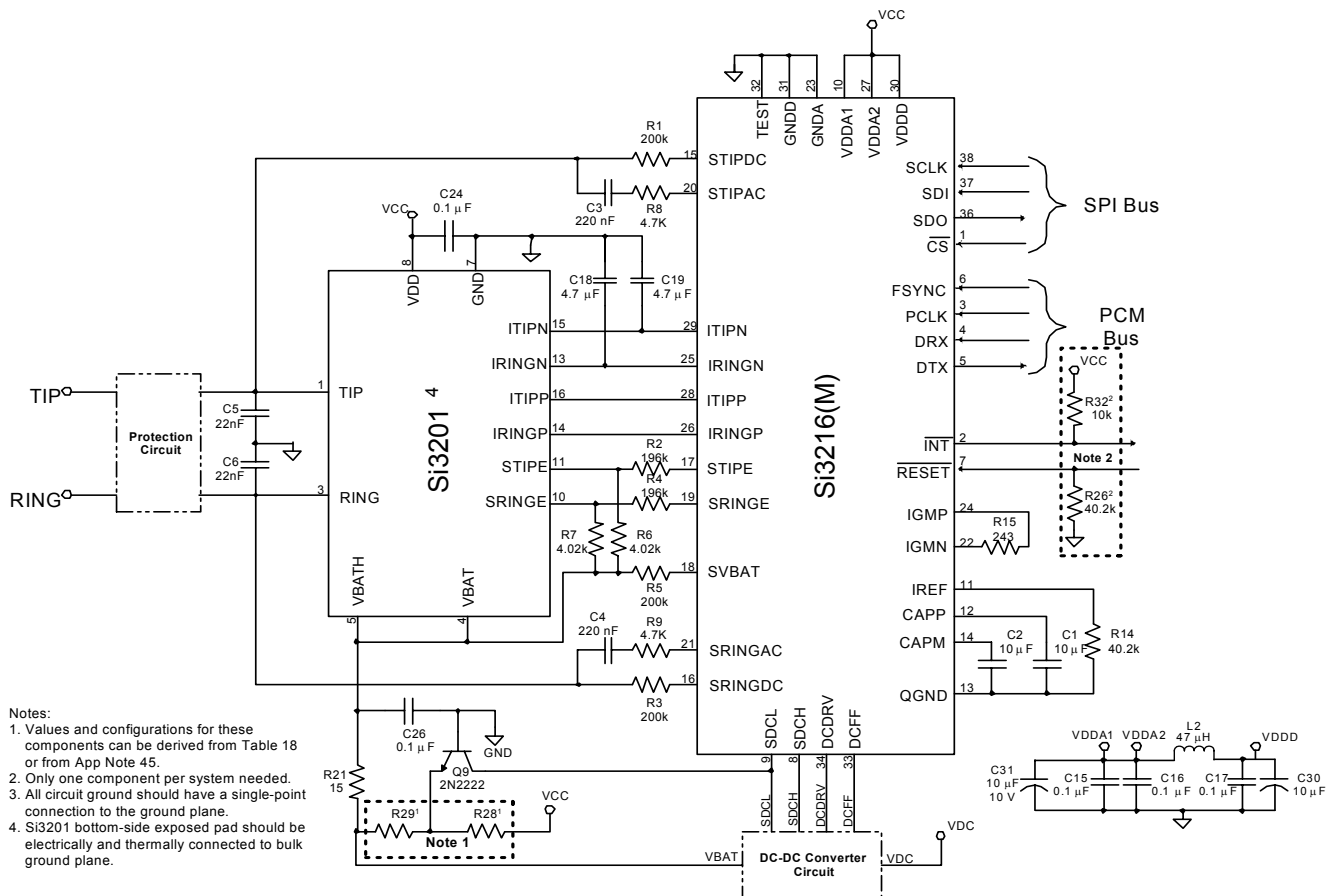 VCC
32
31
23
10
27
30
TEST
GNDD
GNDA
VDDA1
VDDA2
VDDD
R1
200k
15
STIPDC
SCLK
38
SDI
37
SDO
36
CS
1
SPI Bus
C3
220 nF
R8
4.7K
20
STIPAC
C24
0.1 µF
VCC
8
7
VDD
GND
C18
4.7 µF
C19
4.7 µF
FSYNC
6
PCLK
3
DRX
4
DTX
5
PCM
Bus
ITIPN
15
29
ITIPN
IRINGN
13
25
IRINGN
ITIPP
16
28
ITIPP
IRINGP
14
26
IRINGP
STIPE
11
R2
196k
17
STIPE
SRINGE
10
R4
196k
19
SRINGE
R7
4.02k
R6
4.02k
18
SVBAT
R5
200k
TIP
RING
Protection
Circuit
C5
22nF
C6
22nF
1
TIP
3
RING
Si3201 4
VBATH
VBAT
5
4
Si3216(M)
VCC
R32²
10k
INT
2
Note 2
RESET
7
R26²
40.2k
IGMP
24
R15
243
IGMN
22
IREF
11
CAPP
12
CAPM
14
C2
10 µF
C1
10 µF
R14
40.2k
QGND
13
C4
220 nF
R9
4.7K
21
SRINGAC
16
SRINGDC
R3
200k
C26
0.1 µF
GND
Q9
2N2222
R21
15
R29¹
R28¹
Note 1
VCC
SDCL
SDCH
DCDRV
DCFF
9
8
34
33
SDCL
SDCH
DCDRV
DCFF
VBAT
DC-DC Converter
Circuit
VDC
VDC
L2
47 µH
VDDA1
VDDA2
VDDD
C31
10 µF
10 V
C15
0.1 µF
C16
0.1 µF
C17
0.1 µF
C30
10 µF
Notes:
1. Values and configurations for these
components can be derived from Table 18
or from App Note 45.
2. Only one component per system needed.
3. All circuit ground should have a single-point
connection to the ground plane.
4. Si3201 bottom-side exposed pad should be
electrically and thermally connected to bulk
ground plane.